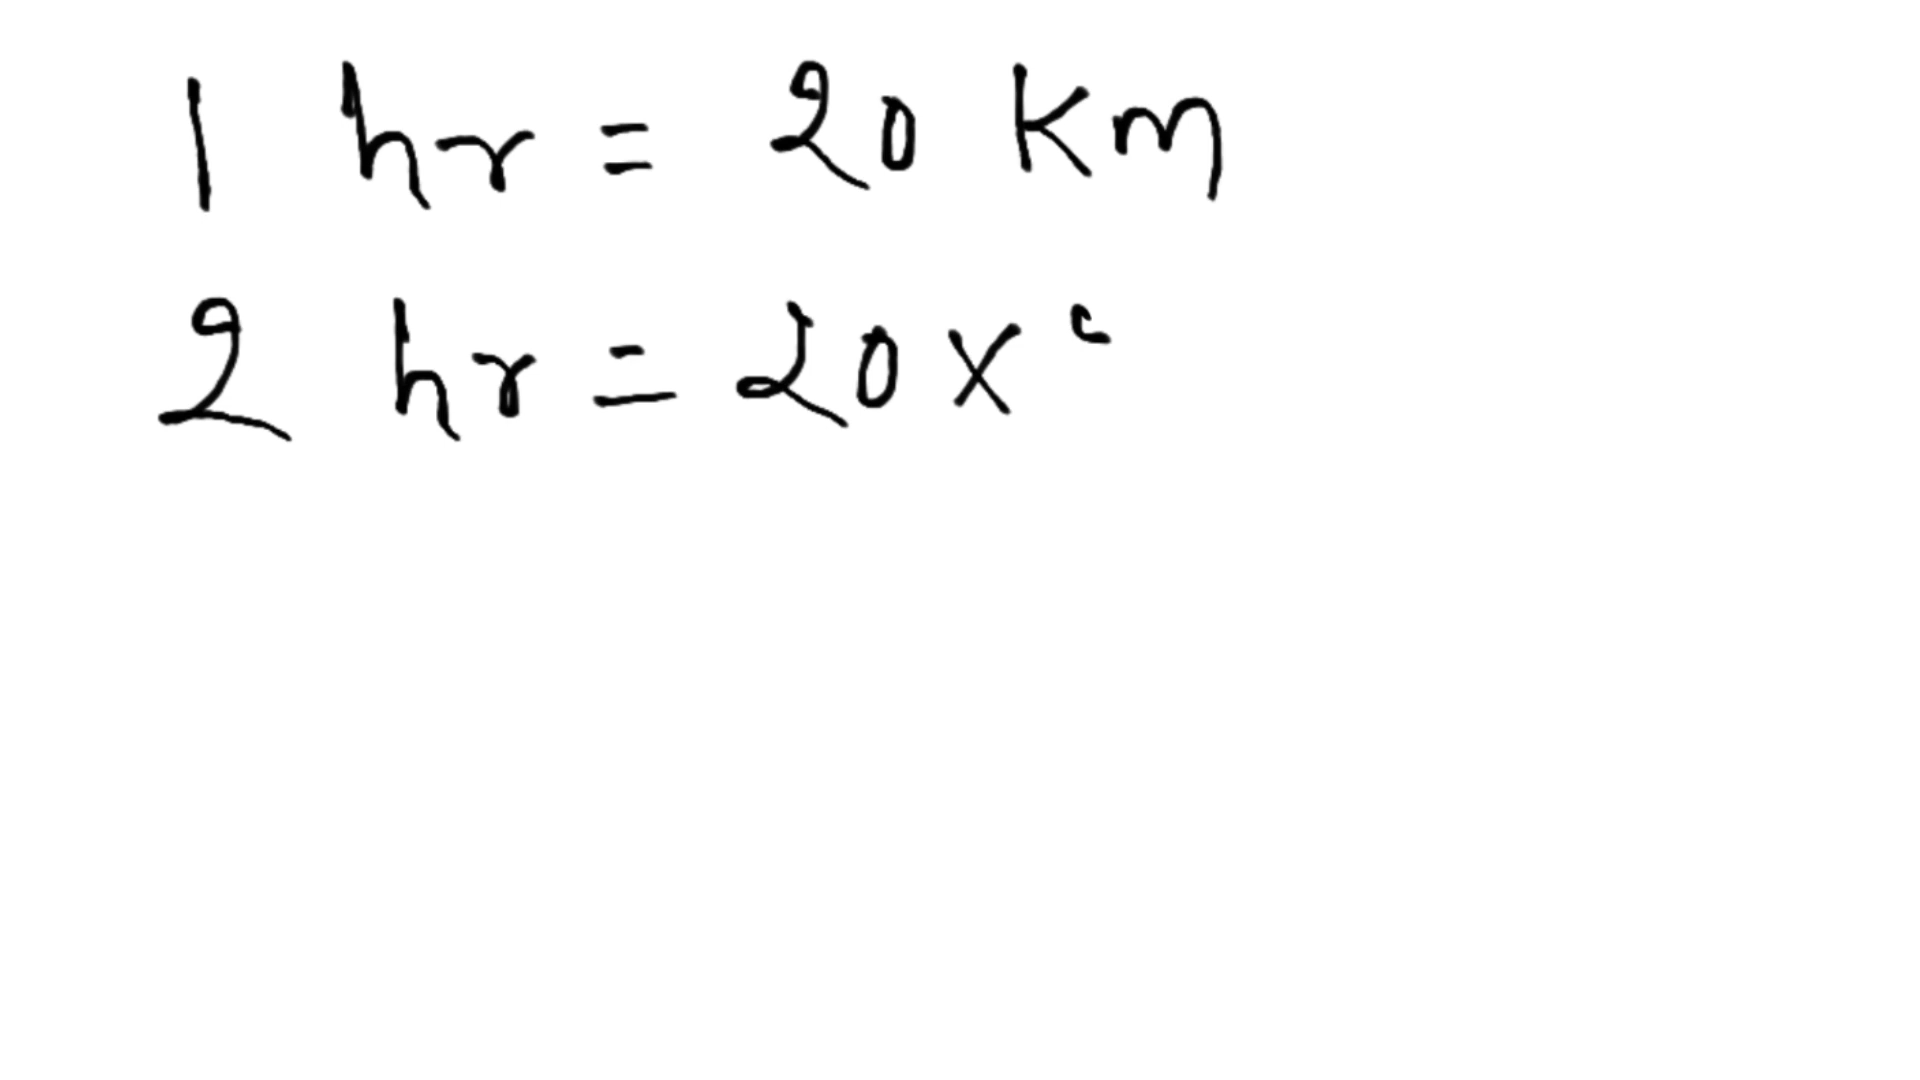 1 hr = 20 km
2 hr = 20 x